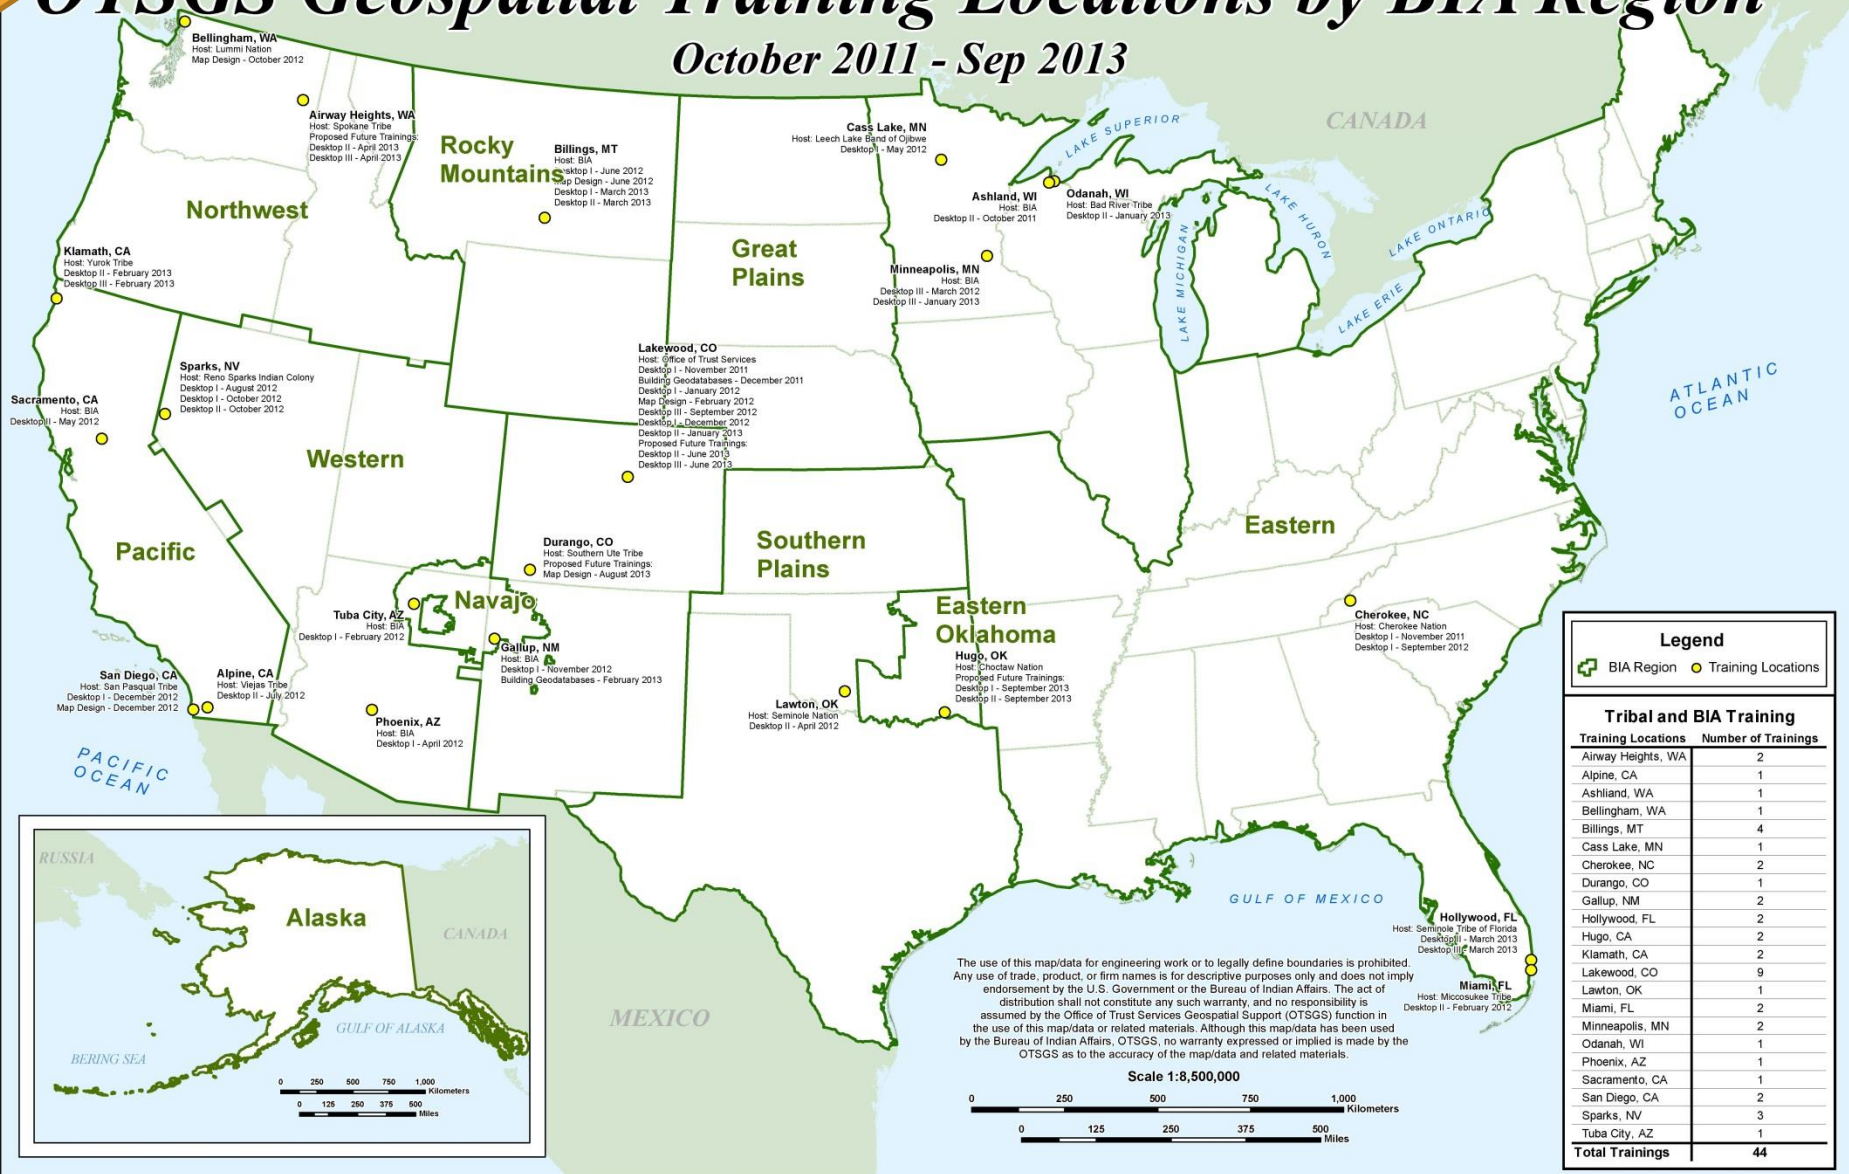 OTSGS Geospatial Training Locations by BIA Region
October 2011 - Sep 2013
Bellingham, WA
Host: Lummi Nation
Map Design - October 2012
Airway Heights, WA
Host: Spokane Tribe
Proposed Future Trainings:
Desktop II - April 2013
Desktop III - April 2013
Rocky
Mountains
Billings, MT
Host: BIA
Desktop I - June 2012
Map Design - June 2012
Desktop I - March 2013
Desktop II - March 2013
Cass Lake, MN
Host: Leech Lake Band of Ojibwe
Desktop I - May 2012
LAKE SUPERIOR
CANADA
Ashland, WI
Host: BIA
Desktop II - October 2011
Odanah, WI
Host: Bad River Tribe
Desktop II - January 2013
LAKE HURON
LAKE ONTARIO
LAKE MICHIGAN
LAKE ERIE
Northwest
Great
Plains
Klamath, CA
Host: Yurok Tribe
Desktop II - February 2013
Desktop III - February 2013
Minneapolis, MN
Host: BIA
Desktop III - March 2012
Desktop III - January 2013
Sparks, NV
Host: Reno Sparks Indian Colony
Desktop I - August 2012
Desktop I - October 2012
Desktop II - October 2012
Lakewood, CO
Host: Office of Trust Services
Desktop I - November 2011
Building Geodatabases - December 2011
Desktop I - January 2012
Map Design - February 2012
Desktop III - September 2012
Desktop I - December 2012
Desktop II - January 2013
Proposed Future Trainings:
Desktop II - June 2013
Desktop III - June 2013
Sacramento, CA
Host: BIA
Desktop II - May 2012
ATLANTIC
OCEAN
Western
Pacific
Southern
Plains
Eastern
Durango, CO
Host: Southern Ute Tribe
Proposed Future Trainings:
Map Design - August 2013
Navajo
Tuba City, AZ
Host: BIA
Desktop I - February 2012
Gallup, NM
Host: BIA
Desktop I - November 2012
Building Geodatabases - February 2013
Eastern
Oklahoma
Hugo, OK
Host: Choctaw Nation
Proposed Future Trainings:
Desktop I - September 2013
Desktop II - September 2013
Cherokee, NC
Host: Cherokee Nation
Desktop I - November 2011
Desktop I - September 2012
San Diego, CA
Host: San Pasqual Tribe
Desktop I - December 2012
Map Design - December 2012
Alpine, CA
Host: Viejas Tribe
Desktop II - July 2012
Phoenix, AZ
Host: BIA
Desktop I - April 2012
Lawton, OK
Host: Seminole Nation
Desktop II - April 2012
PACIFIC
OCEAN
GULF OF MEXICO
MEXICO
Hollywood, FL
Host: Seminole Tribe of Florida
Desktop II - March 2013
Desktop III - March 2013
Miami, FL
Host: Miccosukee Tribe
Desktop II - February 2012
RUSSIA
Alaska
CANADA
GULF OF ALASKA
BERING SEA
0 250 500 750 1,000
Kilometers
0 125 250 375 500
Miles
The use of this map/data for engineering work or to legally define boundaries is prohibited.
Any use of trade, product, or firm names is for descriptive purposes only and does not imply
endorsement by the U.S. Government or the Bureau of Indian Affairs. The act of
distribution shall not constitute any such warranty, and no responsibility is
assumed by the Office of Trust Services Geospatial Support (OTSGS) function in
the use of this map/data or related materials. Although this map/data has been used
by the Bureau of Indian Affairs, OTSGS, no warranty expressed or implied is made by the
OTSGS as to the accuracy of the map/data and related materials.
Scale 1:8,500,000
0 250 500 750 1,000
Kilometers
0 125 250 375 500
Miles
Legend
BIA Region Training Locations
Tribal and BIA Training
Training Locations Number of Trainings
Airway Heights, WA 2
Alpine, CA 1
Ashliand, WA 1
Bellingham, WA 1
Billings, MT 4
Cass Lake, MN 1
Cherokee, NC 2
Durango, CO 1
Gallup, NM 2
Hollywood, FL 2
Hugo, CA 2
Klamath, CA 2
Lakewood, CO 9
Lawton, OK 1
Miami, FL 2
Minneapolis, MN 2
Odanah, WI 1
Phoenix, AZ 1
Sacramento, CA 1
San Diego, CA 2
Sparks, NV 3
Tuba City, AZ 1
Total Trainings 44